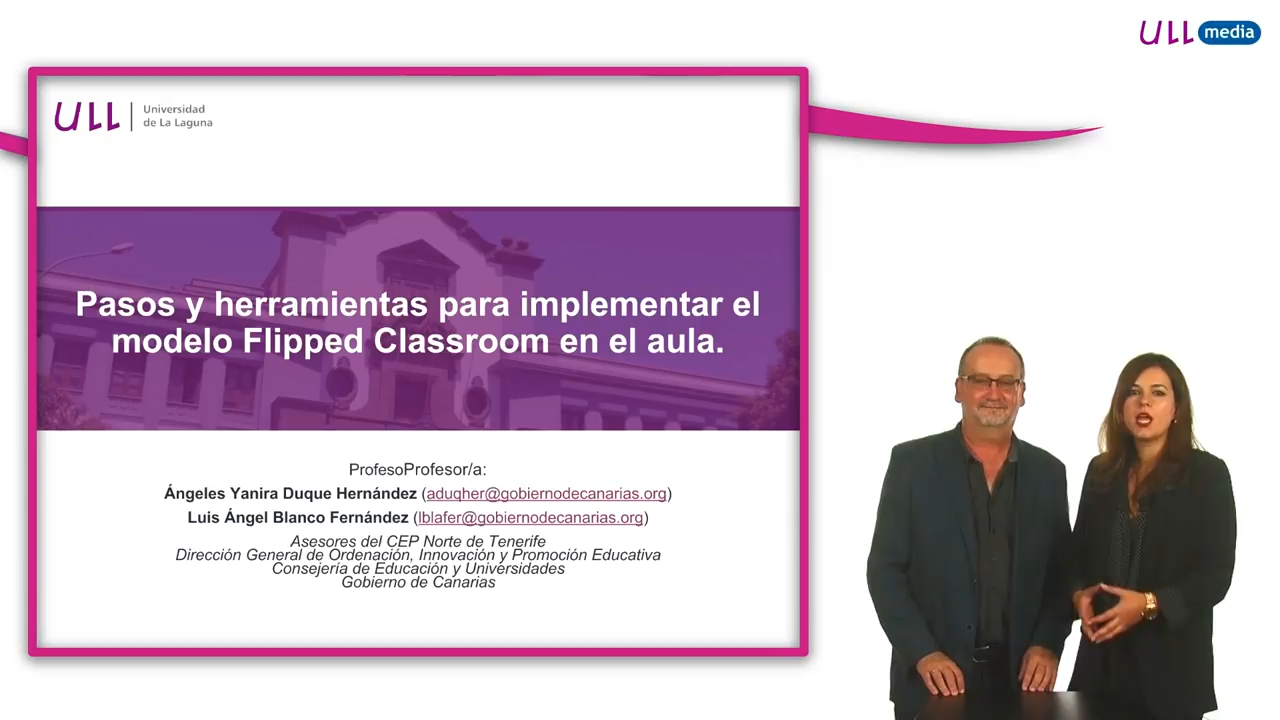 ULL media
ULL Universidad
de La Laguna
Pasos y herramientas para implementar el
modelo Flipped Classroom en el aula.
ProfesoProfesor/a:
Ángeles Yanira Duque Hernández (aduqher@gobiernodecanarias.org)
Luis Ángel Blanco Fernández (lblafer@gobiernodecanarias.org)
Asesores del CEP Norte de Tenerife
Dirección General de Ordenación, Innovación y Promoción Educativa
Consejería de Educación y Universidades
Gobierno de Canarias